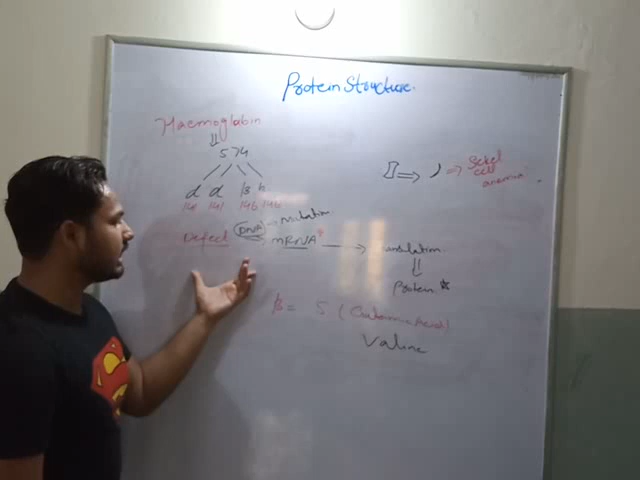 Protein Structure.
Haemoglobin
574
α α β β
141 141 146 146
⇒ ⇒ Sickel
cell
anemia
Defect DNA → Mutation
mRNA* →
Protein *
β = 5 (Glutamic Acid)
Valine